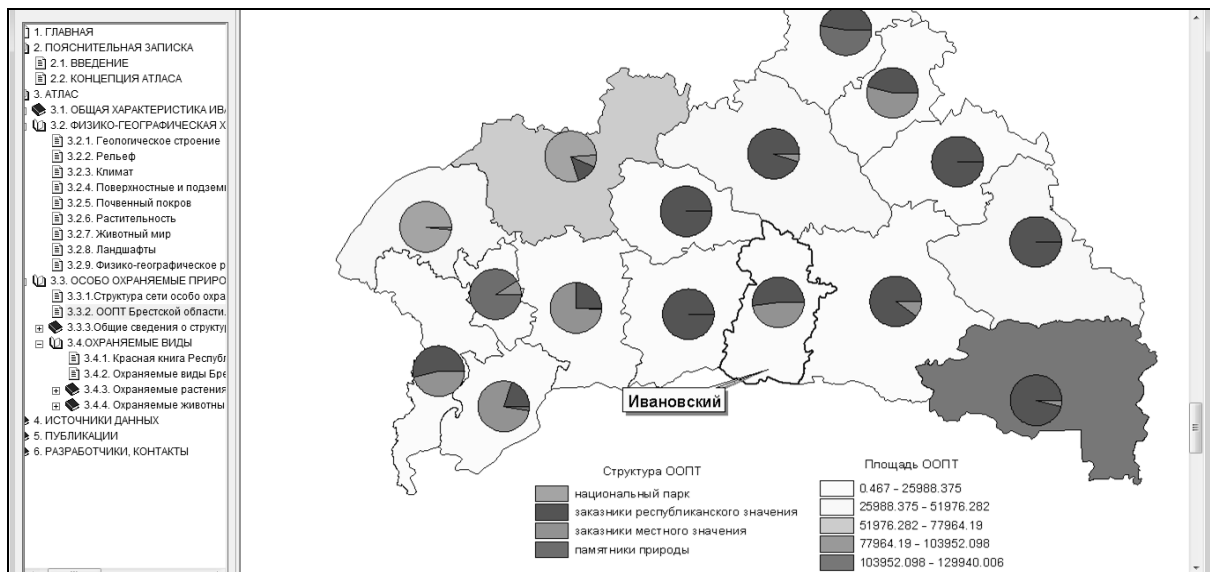 1. ГЛАВНАЯ
2. ПОЯСНИТЕЛЬНАЯ ЗАПИСКА
2.1. ВВЕДЕНИЕ
2.2. КОНЦЕПЦИЯ АТЛАСА
3. АТЛАС
3.1. ОБЩАЯ ХАРАКТЕРИСТИКА ИВА
3.2. ФИЗИКО-ГЕОГРАФИЧЕСКАЯ Х
3.2.1. Геологическое строение
3.2.2. Рельеф
3.2.3. Климат
3.2.4. Поверхностные и подземн
3.2.5. Почвенный покров
3.2.6. Растительность
3.2.7. Животный мир
3.2.8. Ландшафты
3.2.9. Физико-географическое р
3.3. ОСОБО ОХРАНЯЕМЫЕ ПРИРО
3.3.1.Структура сети особо охра
3.3.2. ООПТ Брестской области.
3.3.3.Общие сведения о структу
3.4.ОХРАНЯЕМЫЕ ВИДЫ
3.4.1. Красная книга Республ
3.4.2. Охраняемые виды Бре
3.4.3. Охраняемые растения
3.4.4. Охраняемые животны
4. ИСТОЧНИКИ ДАННЫХ
5. ПУБЛИКАЦИИ
6. РАЗРАБОТЧИКИ, КОНТАКТЫ
Ивановский
Структура ООПТ
национальный парк
заказники республиканского значения
заказники местного значения
памятники природы
Площадь ООПТ
0.467 - 25988.375
25988.375 - 51976.282
51976.282 - 77964.19
77964.19 - 103952.098
103952.098 - 129940.006